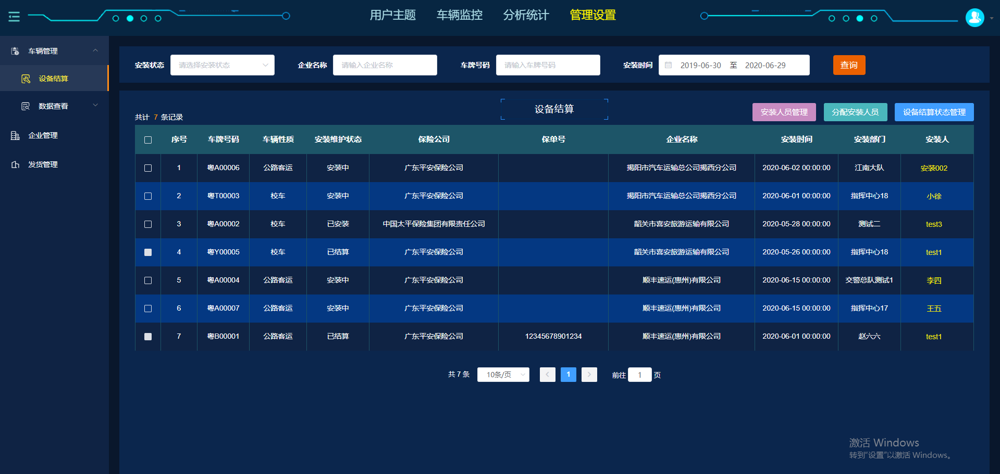 用户主题 车辆监控 分析统计 管理设置
车辆管理
设备结算
数据查看
企业管理
发货管理
安装状态 请选择安装状态 企业名称 请输入企业名称 车牌号码 请输入车牌号码 安装时间 2019-06-30 至 2020-06-29 查询
设备结算
共计 7 条记录
安装人员管理 分配安装人员 设备结算状态管理
序号 车牌号码 车辆性质 安装维护状态 保险公司 保单号 企业名称 安装时间 安装部门 安装人
1 粤A00006 公路客运 安装中 广东平安保险公司 揭阳市汽车运输总公司揭西分公司 2020-06-02 00:00:00 江南大队 安装002
2 粤T00003 校车 安装中 广东平安保险公司 揭阳市汽车运输总公司揭西分公司 2020-06-01 00:00:00 指挥中心18 小徐
3 粤A00002 校车 已安装 中国太平保险集团有限责任公司 韶关市喜安旅游运输有限公司 2020-05-28 00:00:00 测试二 test3
4 粤Y00005 校车 已结算 广东平安保险公司 韶关市喜安旅游运输有限公司 2020-05-26 00:00:00 指挥中心18 test1
5 粤A00004 公路客运 安装中 广东平安保险公司 顺丰速运(惠州)有限公司 2020-06-15 00:00:00 交警总队测试1 李四
6 粤A00007 公路客运 安装中 广东平安保险公司 顺丰速运(惠州)有限公司 2020-06-15 00:00:00 指挥中心17 王五
7 粤B00001 公路客运 已结算 广东平安保险公司 12345678901234 顺丰速运(惠州)有限公司 2020-06-01 00:00:00 赵六六 test1
共 7 条 10条/页 1 前往 1 页
激活 Windows
转到“设置”以激活 Windows。